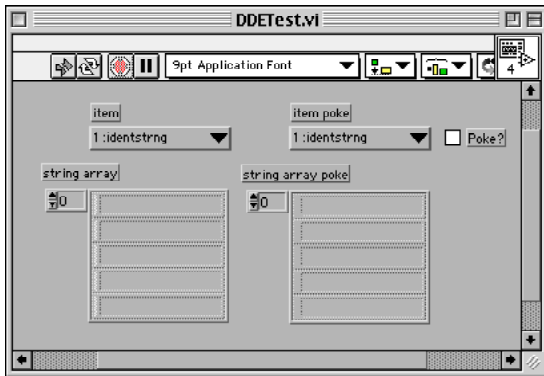 DDETest.vi
9pt Application Font
4
item
item poke
1 :identstrng
1 :identstrng
Poke?
string array
string array poke
0
0